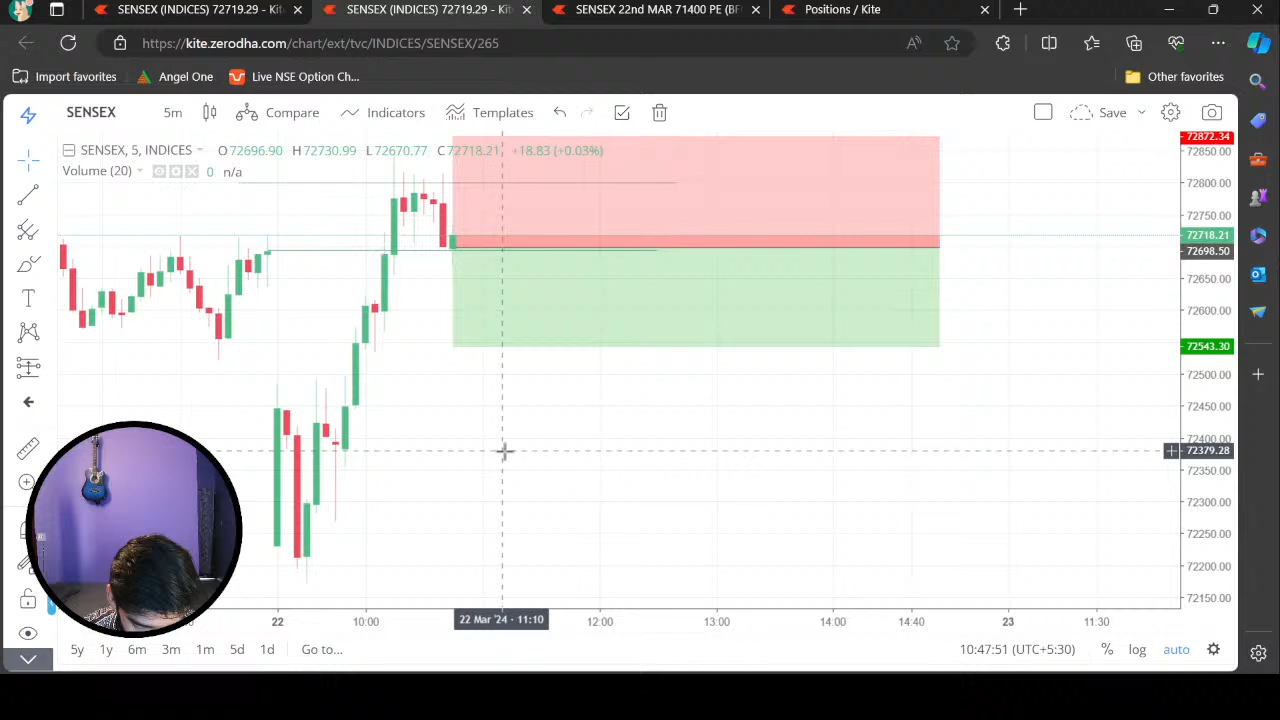 SENSEX (INDICES) 72719.29 - Kit
SENSEX (INDICES) 72719.29 - Kit
SENSEX 22nd MAR 71400 PE (BF
Positions / Kite
https://kite.zerodha.com/chart/ext/tvc/INDICES/SENSEX/265
Import favorites
Angel One
Live NSE Option Ch...
Other favorites
SENSEX
5m
Compare
Indicators
Templates
Save
SENSEX, 5, INDICES
O72696.90 H72730.99 L72670.77 C72718.21 +18.83 (+0.03%)
Volume (20)
0 n/a
72872.34
72850.00
72800.00
72750.00
72718.21
72698.50
72650.00
72600.00
72543.30
72500.00
72450.00
72400.00
72379.28
72350.00
72300.00
72250.00
72200.00
72150.00
22
10:00
22 Mar '24 · 11:10
12:00
13:00
14:00
14:40
23
11:30
5y
1y
6m
3m
1m
5d
1d
Go to...
10:47:51 (UTC+5:30)
%
log
auto